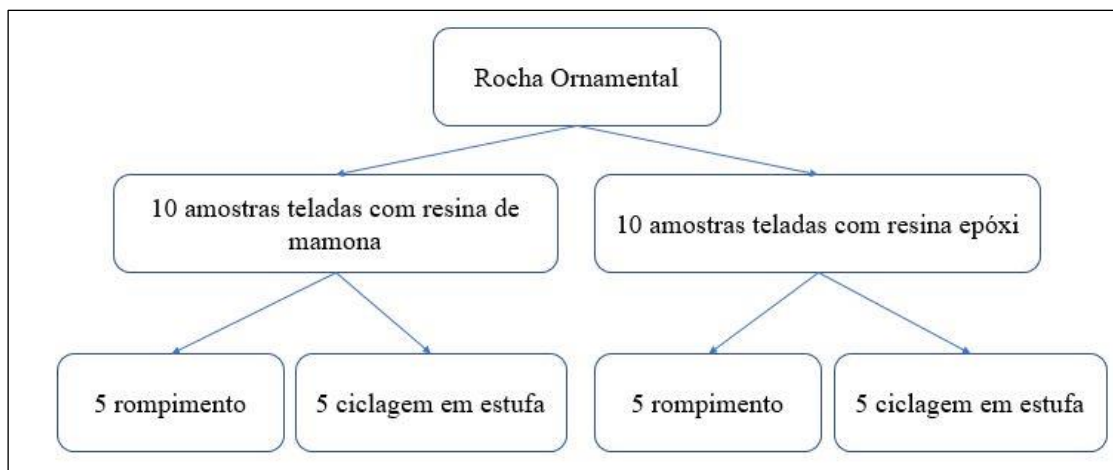 Rocha Ornamental
10 amostras teladas com resina de
mamona
10 amostras teladas com resina epóxi
5 rompimento
5 ciclagem em estufa
5 rompimento
5 ciclagem em estufa